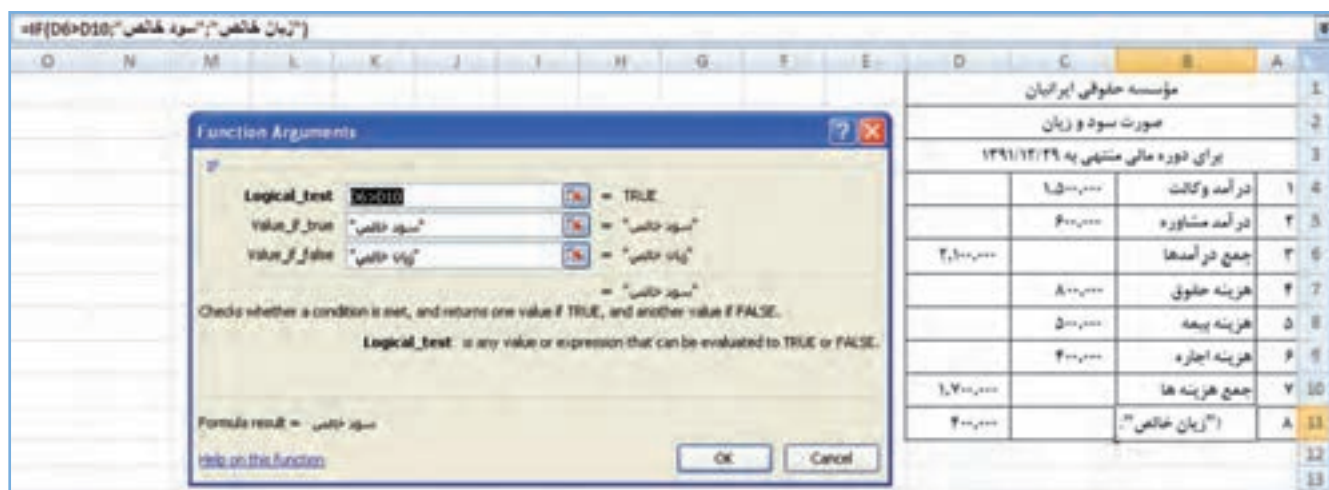 =IF(D6>D10;"سود خالص";"زیان خالص")
O N M L K J I H G F E D C B A
1 مؤسسه حقوقی ایرانیان
2 صورت سود و زیان
3 برای دوره مالی منتهی به ۱۳۹۱/۱۲/۲۹
4 ۱ درآمد وکالت ۱,۵۰۰,۰۰۰
5 ۲ درآمد مشاوره ۶۰۰,۰۰۰
6 ۳ جمع درآمدها ۲,۱۰۰,۰۰۰
7 ۴ هزینه حقوق ۸۰۰,۰۰۰
8 ۵ هزینه بیمه ۵۰۰,۰۰۰
9 ۶ هزینه اجاره ۴۰۰,۰۰۰
10 ۷ جمع هزینه ها ۱,۷۰۰,۰۰۰
11 ۸ "زیان خالص") ۴۰۰,۰۰۰
12
13
Function Arguments
IF
Logical_test D6>D10 = TRUE
Value_if_true "سود خالص" = "سود خالص"
Value_if_false "زیان خالص" = "زیان خالص"
= "سود خالص"
Checks whether a condition is met, and returns one value if TRUE, and another value if FALSE.
Logical_test is any value or expression that can be evaluated to TRUE or FALSE.
Formula result = سود خالص
Help on this function
OK Cancel